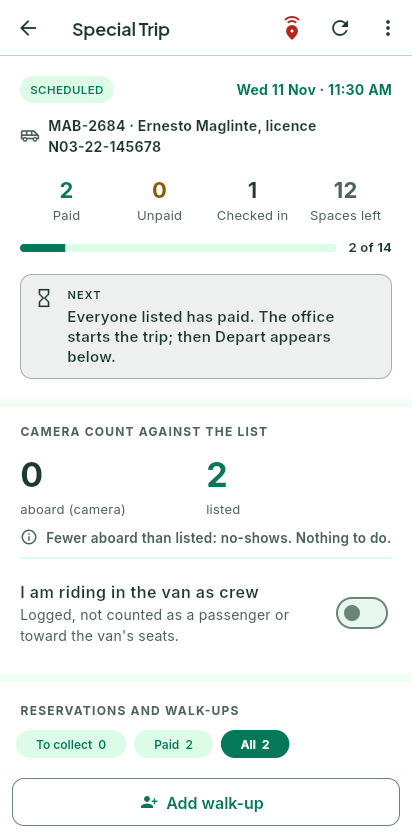 Special Trip
SCHEDULED
Wed 11 Nov · 11:30 AM
MAB-2684 · Ernesto Maglinte, licence
N03-22-145678
2
0
1
12
Paid
Unpaid
Checked in
Spaces left
2 of 14
NEXT
Everyone listed has paid. The office
starts the trip; then Depart appears
below.
CAMERA COUNT AGAINST THE LIST
0
2
aboard (camera)
listed
Fewer aboard than listed: no-shows. Nothing to do.
I am riding in the van as crew
Logged, not counted as a passenger or
toward the van's seats.
RESERVATIONS AND WALK-UPS
To collect 0
Paid 2
All 2
Add walk-up